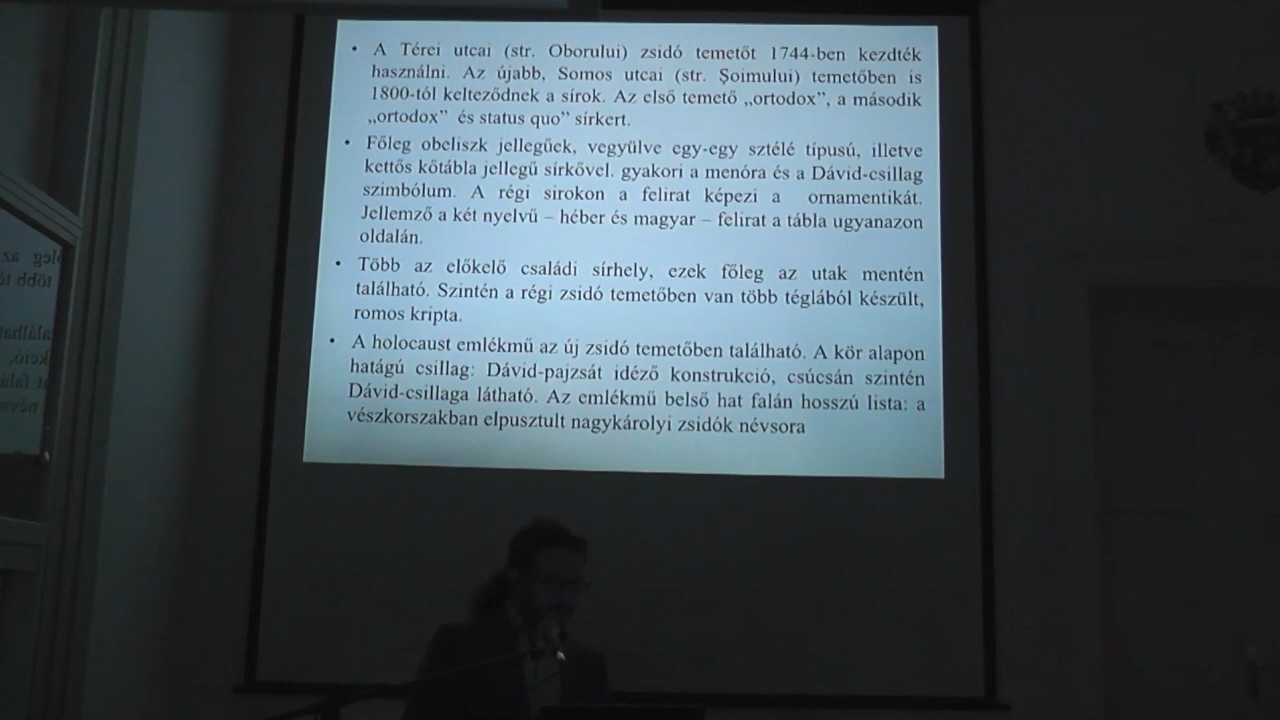 • A Térei utcai (str. Oborului) zsidó temetőt 1744-ben kezdték
használni. Az újabb, Somos utcai (str. Şoimului) temetőben is
1800-tól kelteződnek a sírok. Az első temető „ortodox”, a második
„ortodox” és status quo” sírkert.
• Főleg obeliszk jellegűek, vegyülve egy-egy sztélé típusú, illetve
kettős kőtábla jellegű sírkővel. gyakori a menóra és a Dávid-csillag
szimbólum. A régi sirokon a felirat képezi a ornamentikát.
Jellemző a két nyelvű – héber és magyar – felirat a tábla ugyanazon
oldalán.
• Több az előkelő családi sírhely, ezek főleg az utak mentén
található. Szintén a régi zsidó temetőben van több téglából készült,
romos kripta.
• A holocaust emlékmű az új zsidó temetőben található. A kör alapon
hatágú csillag: Dávid-pajzsát idéző konstrukció, csúcsán szintén
Dávid-csillaga látható. Az emlékmű belső hat falán hosszú lista: a
vészkorszakban elpusztult nagykárolyi zsidók névsora